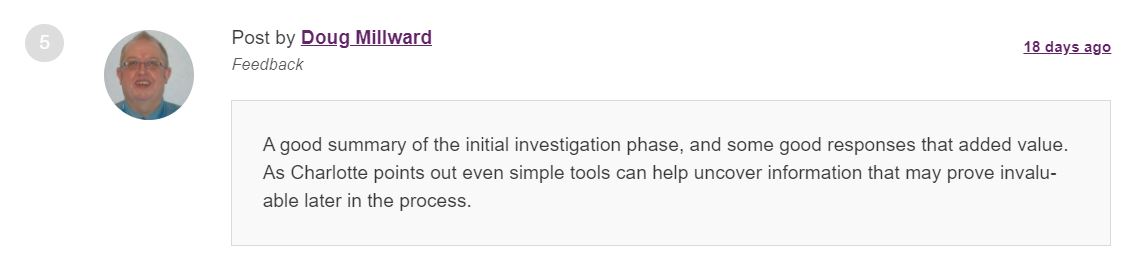 5
Post by Doug Millward
18 days ago
Feedback
A good summary of the initial investigation phase, and some good responses that added value.
As Charlotte points out even simple tools can help uncover information that may prove invalu-
able later in the process.